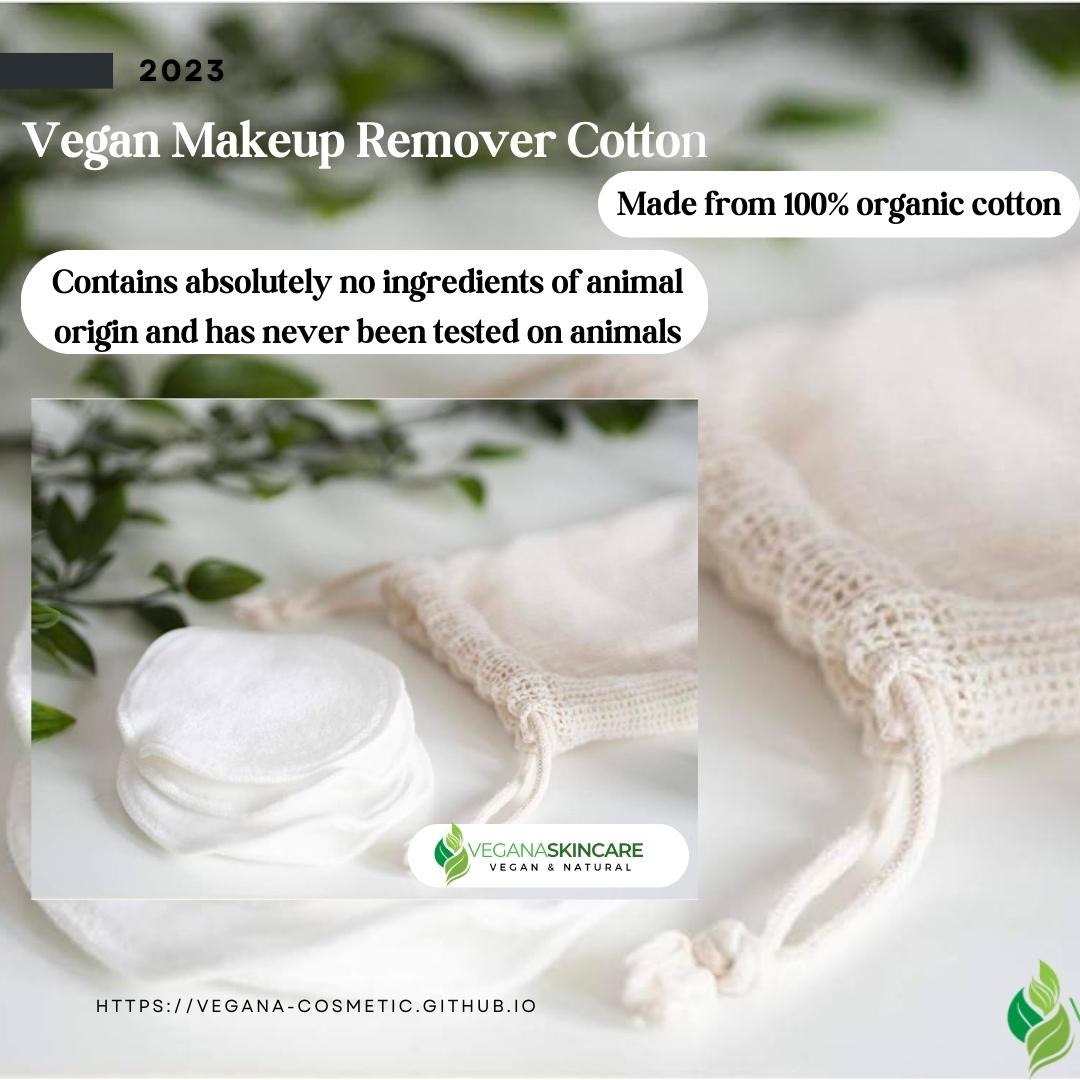 2023
Vegan Makeup Remover Cotton
Made from 100% organic cotton
Contains absolutely no ingredients of animal
origin and has never been tested on animals
VEGANASKINCARE
VEGAN & NATURAL
HTTPS://VEGANA-COSMETIC.GITHUB.IO